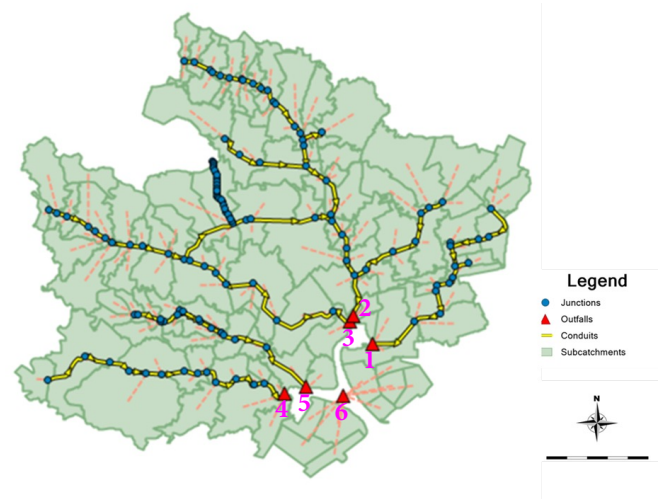 2
3
1
5
4
6
Legend
Junctions
Outfalls
Conduits
Subcatchments
N